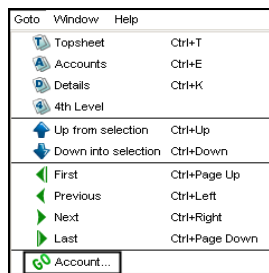 Goto Window Help
Topsheet Ctrl+T
Accounts Ctrl+E
Details Ctrl+K
4th Level
Up from selection Ctrl+Up
Down into selection Ctrl+Down
First Ctrl+Page Up
Previous Ctrl+Left
Next Ctrl+Right
Last Ctrl+Page Down
GO Account...